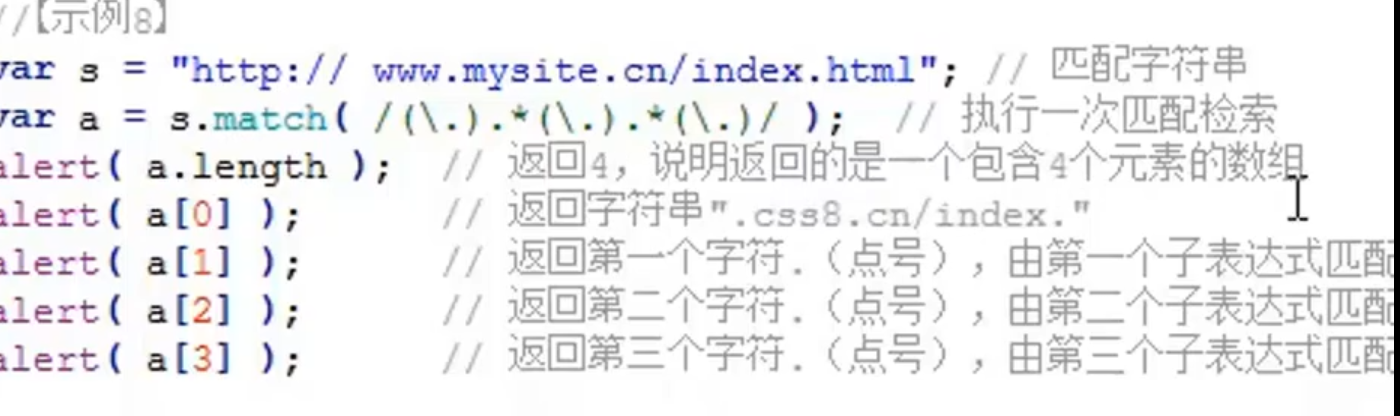 //【示例8】
var s = "http:// www.mysite.cn/index.html"; // 匹配字符串
var a = s.match( /(\.).*(\.).*(\.)/ ); // 执行一次匹配检索
alert( a.length ); // 返回4，说明返回的是一个包含4个元素的数组
alert( a[0] ); // 返回字符串".css8.cn/index."
alert( a[1] ); // 返回第一个字符.（点号），由第一个子表达式匹配
alert( a[2] ); // 返回第二个字符.（点号），由第二个子表达式匹配
alert( a[3] ); // 返回第三个字符.（点号），由第三个子表达式匹配